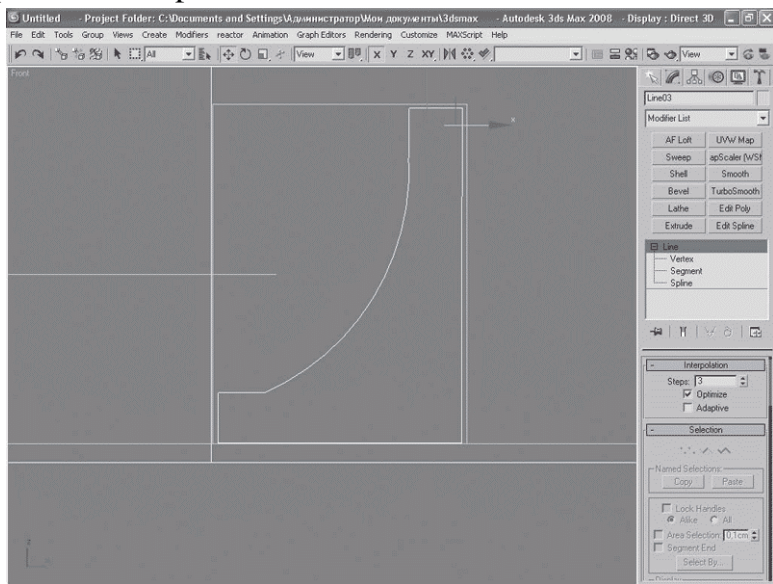 Untitled - Project Folder: C:\Documents and Settings\Администратор\Мои документы\3dsmax - Autodesk 3ds Max 2008 - Display : Direct 3D
File Edit Tools Group Views Create Modifiers reactor Animation Graph Editors Rendering Customize MAXScript Help
All View X Y Z XY View
Front
x
Line03
Modifier List
AF Loft UVW Map
Sweep apScaler (WSM
Shell Smooth
Bevel TurboSmooth
Lathe Edit Poly
Extrude Edit Spline
Line
Vertex
Segment
Spline
- Interpolation
Steps: 3
Optimize
Adaptive
- Selection
Named Selections:
Copy Paste
Lock Handles
Alike All
Area Selection: 0,1cm
Segment End
Select By...
Display
z